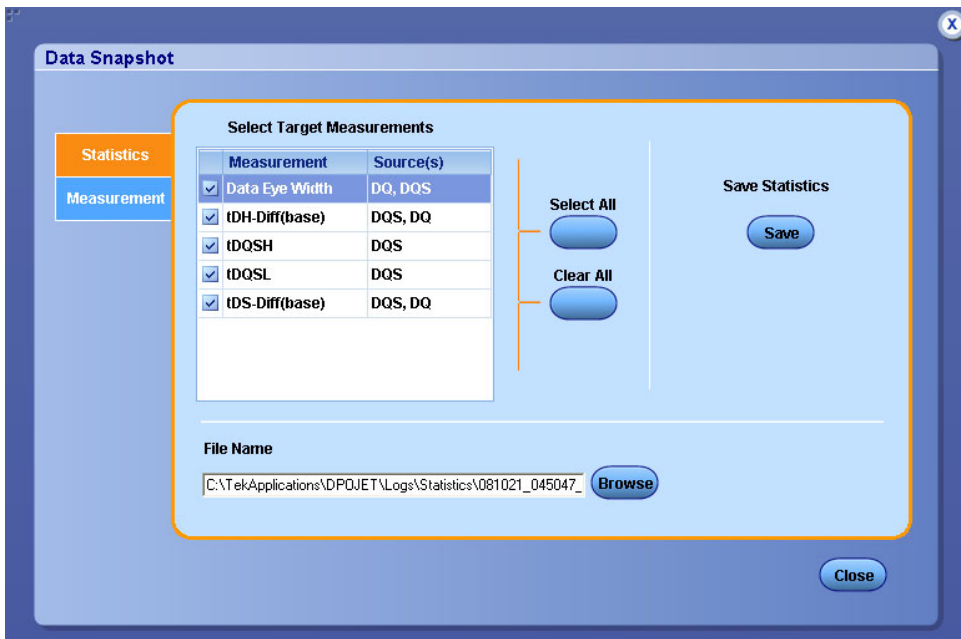 X
Data Snapshot
Statistics
Measurement
Select Target Measurements
Measurement Source(s)
Data Eye Width DQ, DQS
tDH-Diff(base) DQS, DQ
tDQSH DQS
tDQSL DQS
tDS-Diff(base) DQS, DQ
Select All
Clear All
Save Statistics
Save
File Name
C:\TekApplications\DPOJET\Logs\Statistics\081021_045047_
Browse
Close